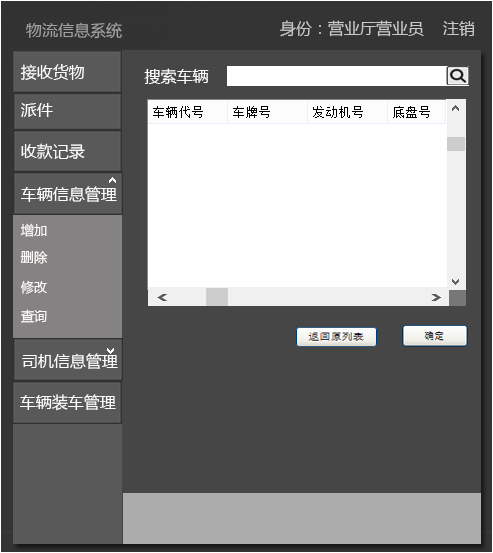 物流信息系统
身份：营业厅营业员 注销
接收货物
派件
收款记录
车辆信息管理
增加
删除
修改
查询
司机信息管理
车辆装车管理
搜索车辆
车辆代号 车牌号 发动机号 底盘号
返回原列表 确定